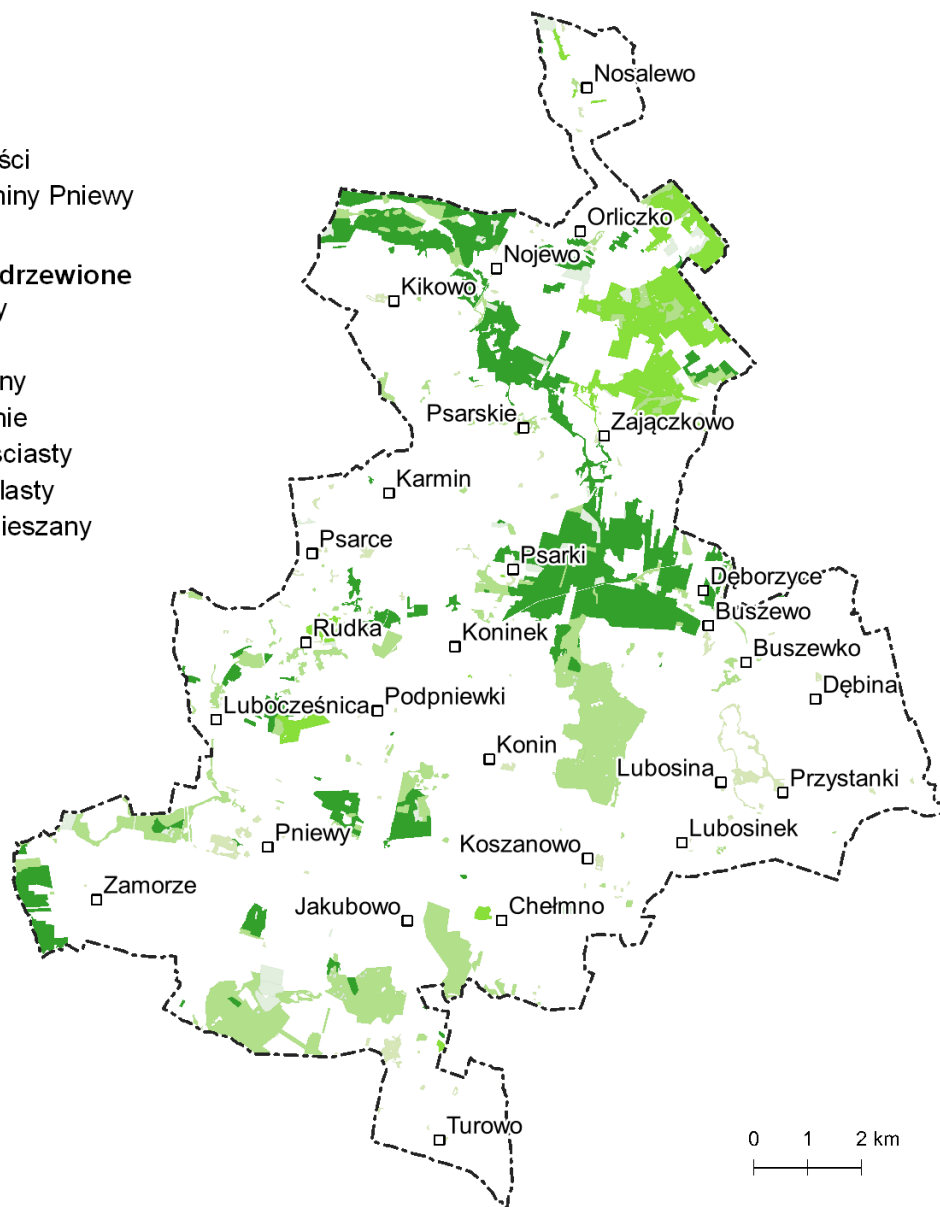 ści
niny Pniewy
drzewione
y
ny
nie
ściasty
lasty
ieszany
Nosalewo
Orliczko
Nojewo
Kikowo
Psarskie
Zajączkowo
Karmin
Psarce
Psarki
Dęborzyce
Buszewo
Rudka
Koninek
Buszewko
Dębina
Lubocześnica
Podpniewki
Konin
Lubosina
Przystanki
Pniewy
Koszanowo
Lubosinek
Zamorze
Jakubowo
Chełmno
Turowo
0 1 2 km